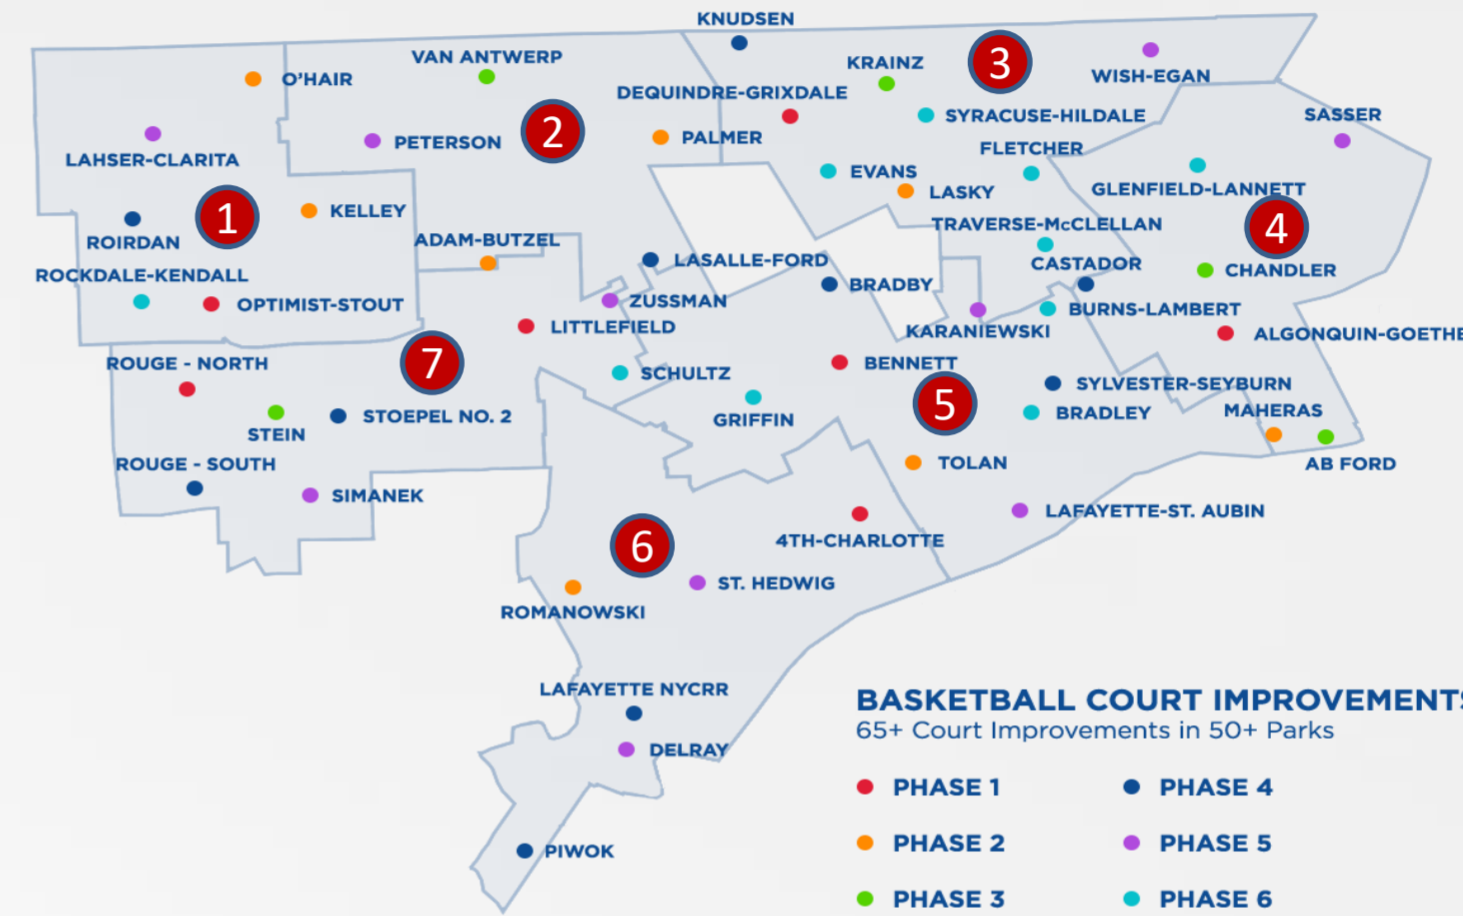 KNUDSEN
VAN ANTWERP
KRAINZ
3
WISH-EGAN
O'HAIR
DEQUINDRE-GRIXDALE
SYRACUSE-HILDALE
SASSER
2
PALMER
PETERSON
FLETCHER
LAHSER-CLARITA
EVANS
LASKY
GLENFIELD-LANNETT
1
KELLEY
TRAVERSE-McCLELLAN
4
ROIRDAN
ADAM-BUTZEL
LASALLE-FORD
CASTADOR
CHANDLER
ROCKDALE-KENDALL
BRADBY
OPTIMIST-STOUT
ZUSSMAN
BURNS-LAMBERT
LITTLEFIELD
KARANIEWSKI
ALGONQUIN-GOETHE
ROUGE - NORTH
7
BENNETT
SCHULTZ
SYLVESTER-SEYBURN
5
STOEPEL NO. 2
GRIFFIN
BRADLEY
MAHERAS
STEIN
ROUGE - SOUTH
TOLAN
AB FORD
SIMANEK
LAFAYETTE-ST. AUBIN
4TH-CHARLOTTE
6
ST. HEDWIG
ROMANOWSKI
LAFAYETTE NYCRR
DELRAY
PIWOK
BASKETBALL COURT IMPROVEMENTS
65+ Court Improvements in 50+ Parks
PHASE 1
PHASE 4
PHASE 2
PHASE 5
PHASE 3
PHASE 6